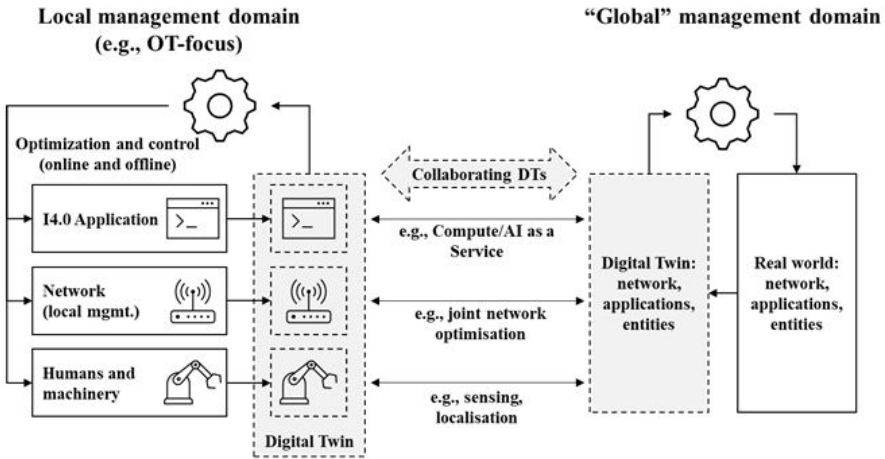 Local management domain
(e.g., OT-focus)
“Global” management domain
Optimization and control
(online and offline)
I4.0 Application
Network
(local mgmt.)
Humans and
machinery
Digital Twin
Collaborating DTs
e.g., Compute/AI as a
Service
e.g., joint network
optimisation
e.g., sensing,
localisation
Digital Twin:
network,
applications,
entities
Real world:
network,
applications,
entities